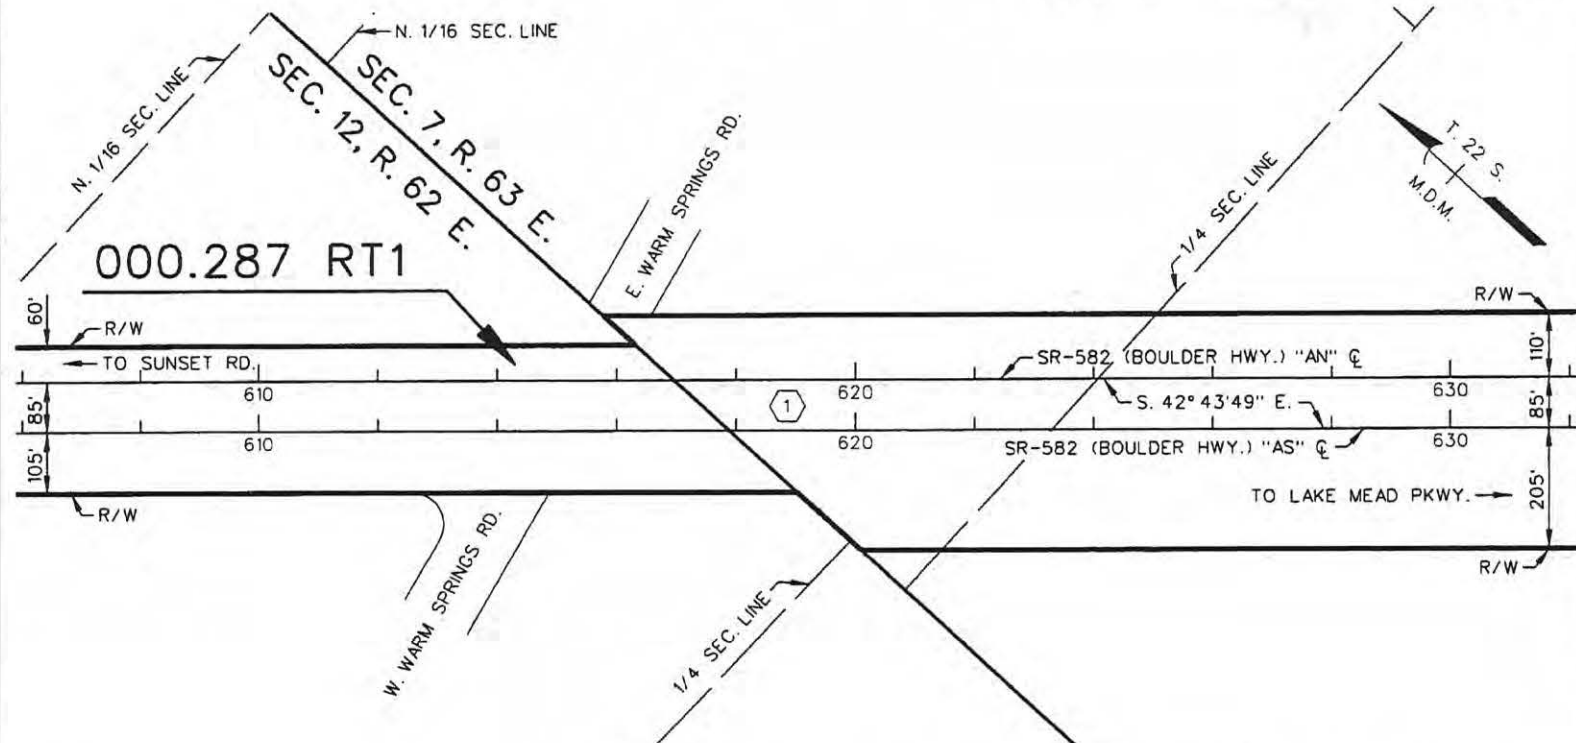 N. 1/16 SEC. LINE
N. 1/16 SEC. LINE
SEC. 7, R. 63 E.
SEC. 12, R. 62 E.
E. WARM SPRINGS RD.
1/4 SEC. LINE
T. 22 S.
M.D.M.
000.287 RT1
60'
R/W
R/W
TO SUNSET RD.
110'
SR-582 (BOULDER HWY.) "AN" ℄
610
620
630
85'
1
S. 42° 43'49" E.
85'
610
620
630
SR-582 (BOULDER HWY.) "AS" ℄
105'
TO LAKE MEAD PKWY.
205'
R/W
W. WARM SPRINGS RD.
R/W
1/4 SEC. LINE